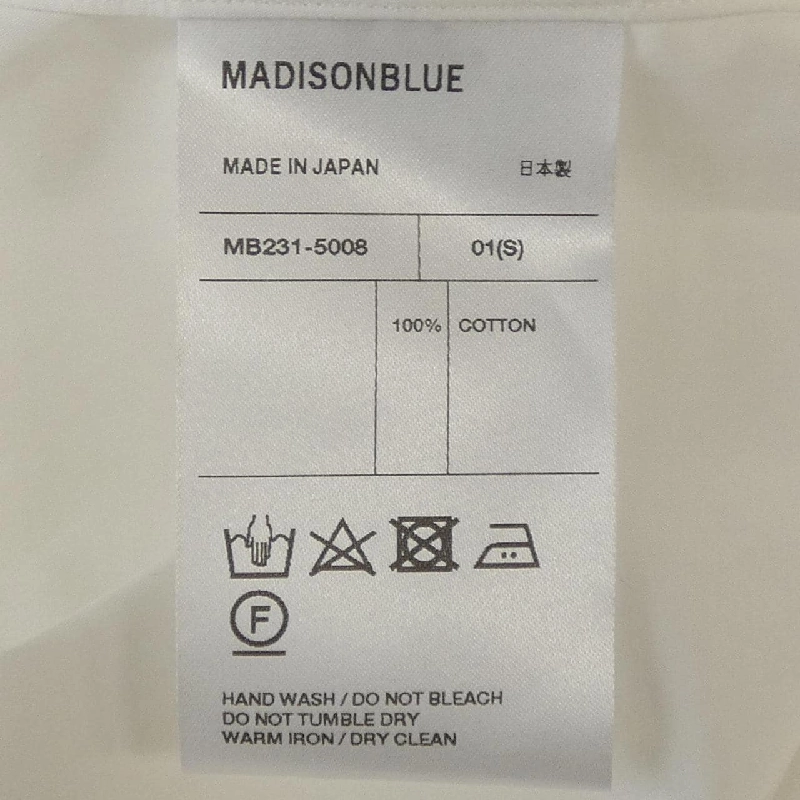 MADISONBLUE
MADE IN JAPAN 日本製
MB231-5008 01(S)
100% COTTON
F
HAND WASH / DO NOT BLEACH
DO NOT TUMBLE DRY
WARM IRON / DRY CLEAN